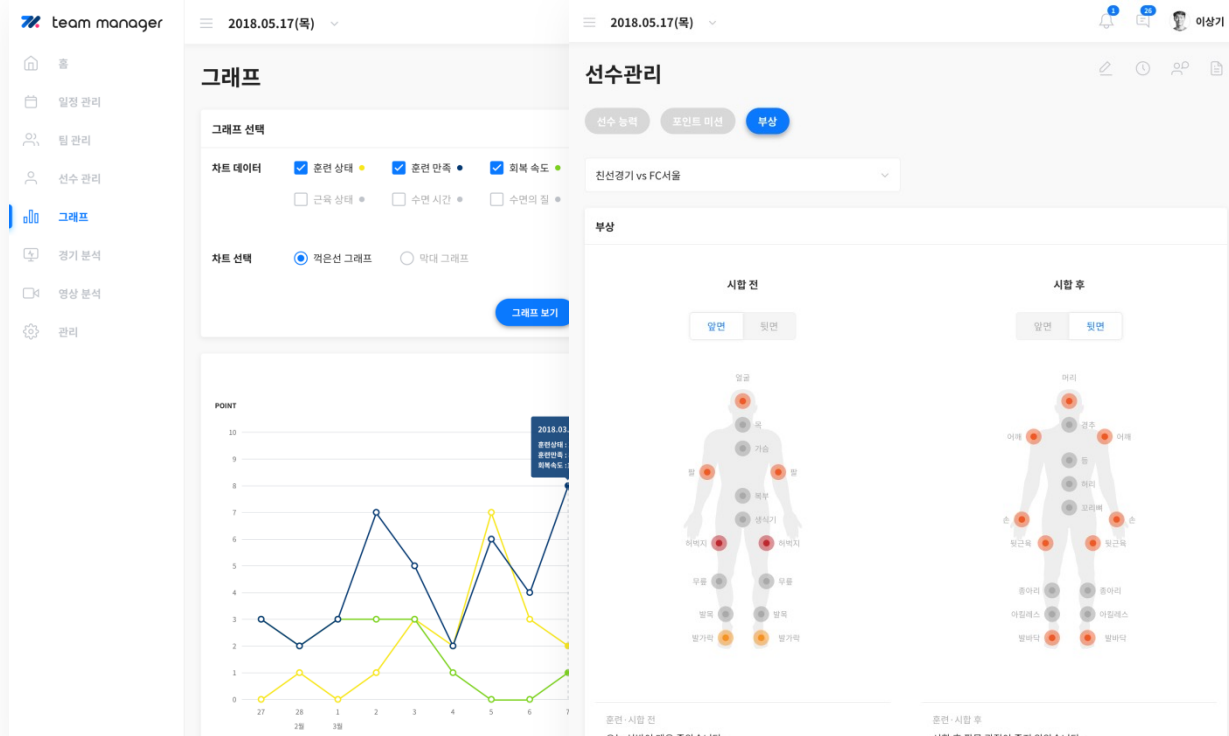 team manager
홈
일정 관리
팀 관리
선수 관리
그래프
경기 분석
영상 분석
관리
2018.05.17(목)
그래프
그래프 선택
차트 데이터
훈련 상태
훈련 만족
회복 속도
근육 상태
수면 시간
수면의 질
차트 선택
꺽은선 그래프
막대 그래프
그래프 보기
POINT
10
9
8
7
6
5
4
3
2
1
0
27 28 1 2 3 4 5 6 7
2월 3월
2018.03.
훈련상태 :
훈련만족 :
회복속도 :
2018.05.17(목)
1
26
이상기
선수관리
선수 능력
포인트 미션
부상
친선경기 vs FC서울
부상
시합 전
앞면 뒷면
얼굴
목
가슴
팔 팔
복부
생식기
허벅지 허벅지
무릎 무릎
발목 발목
발가락 발가락
훈련·시합 전
시합 후
앞면 뒷면
머리
경추
어깨 어깨
등
허리
꼬리뼈
손 손
뒷근육 뒷근육
종아리 종아리
아킬레스 아킬레스
발바닥 발바닥
훈련·시합 후